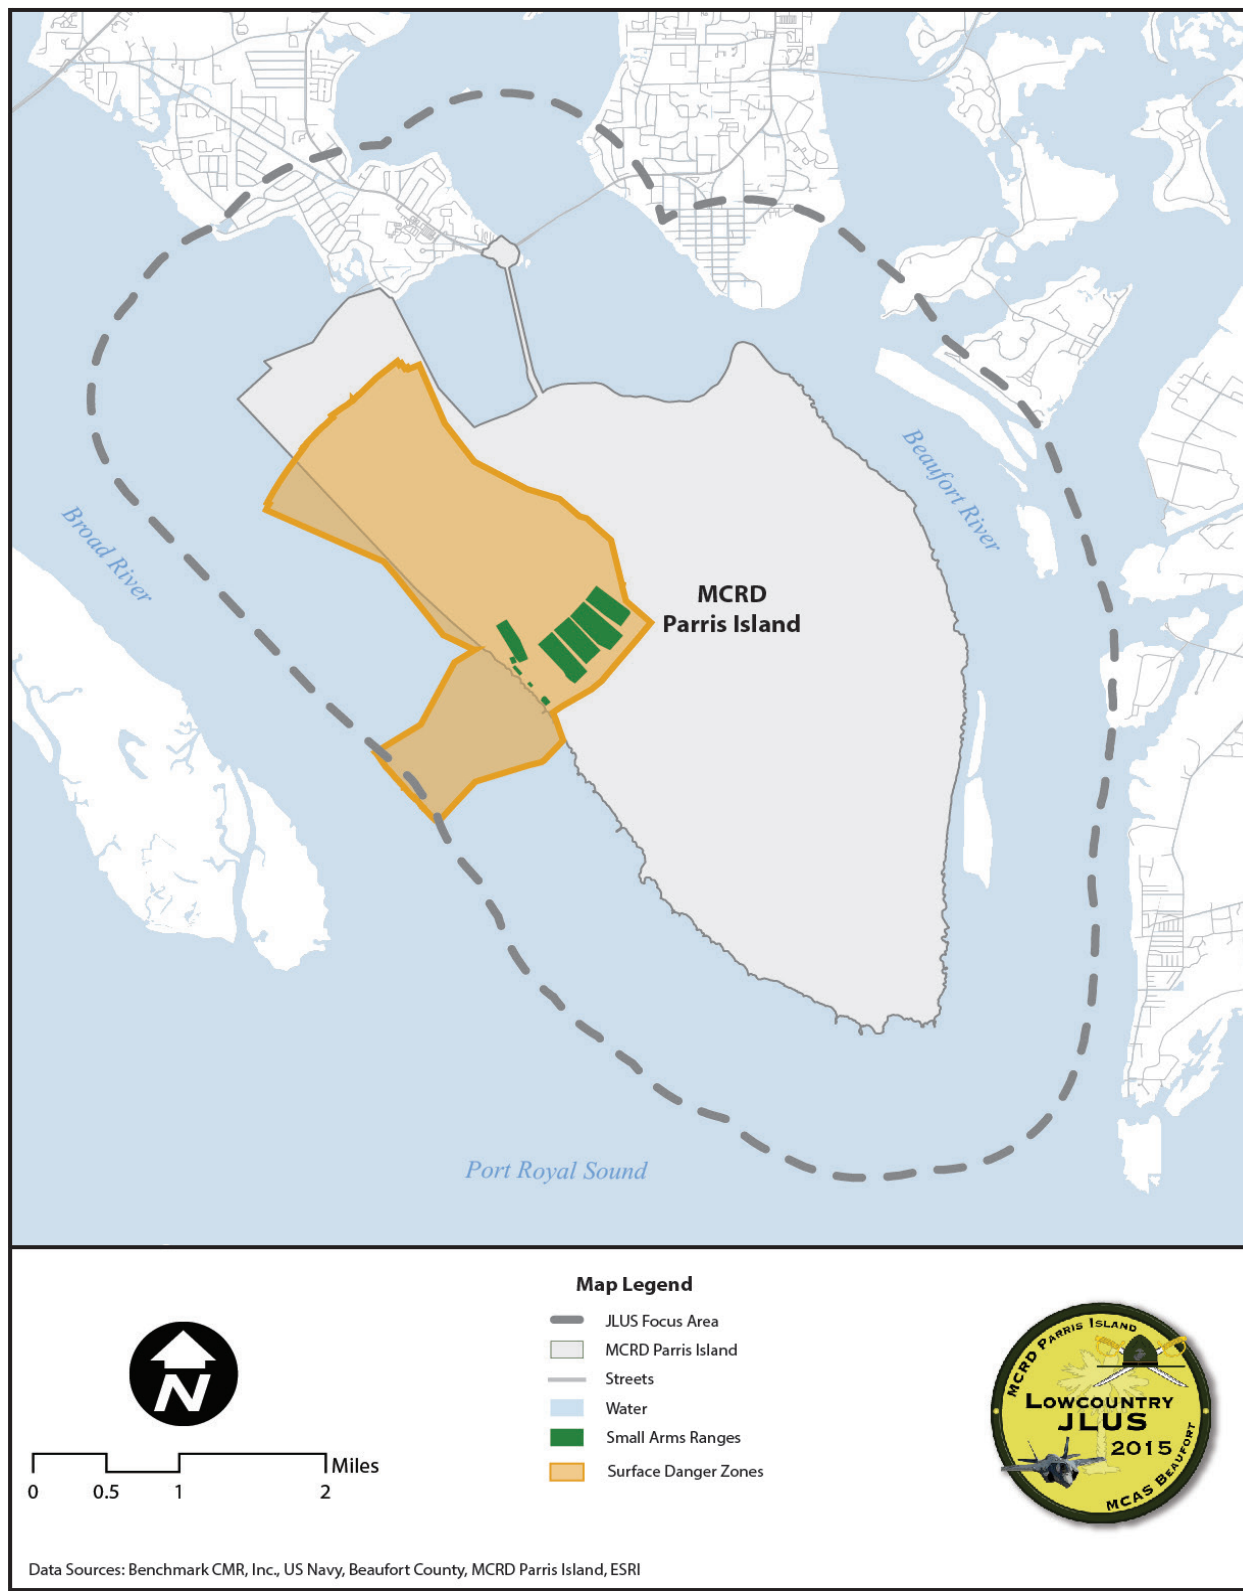 Beaufort River
Broad River
MCRD
Parris Island
Port Royal Sound
Map Legend
JLUS Focus Area
MCRD Parris Island
Streets
Water
Small Arms Ranges
Surface Danger Zones
N
Miles
0 0.5 1 2
MCRD PARRIS ISLAND
LOWCOUNTRY
JLUS
2015
MCAS BEAUFORT
Data Sources: Benchmark CMR, Inc., US Navy, Beaufort County, MCRD Parris Island, ESRI